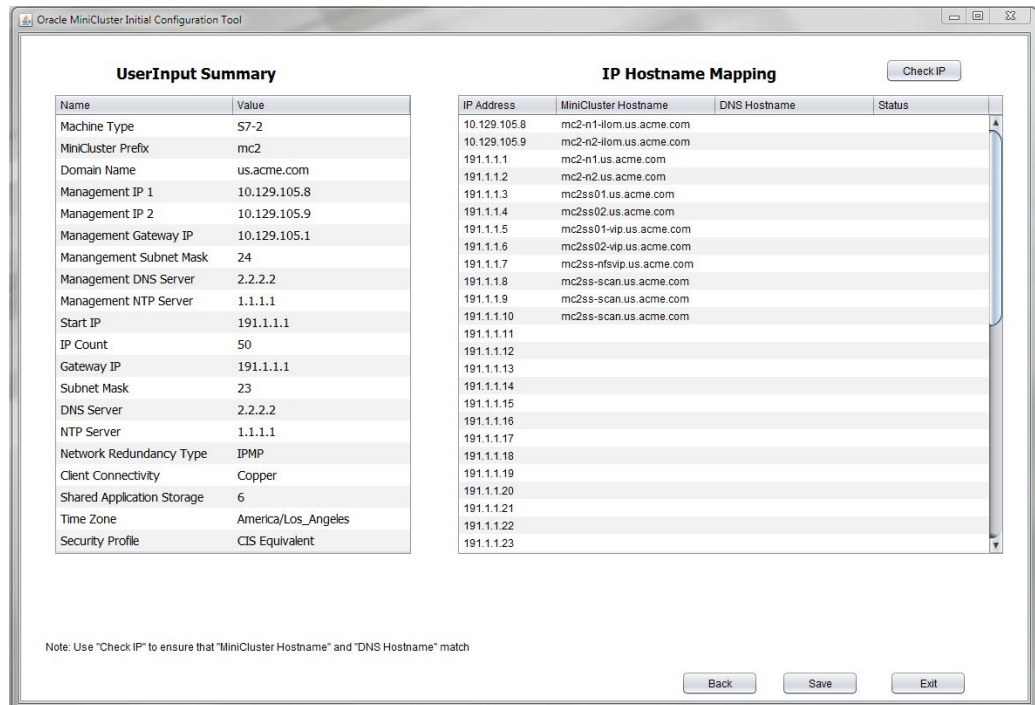 Oracle MiniCluster Initial Configuration Tool
UserInput Summary
Name Value
Machine Type S7-2
MiniCluster Prefix mc2
Domain Name us.acme.com
Management IP 1 10.129.105.8
Management IP 2 10.129.105.9
Management Gateway IP 10.129.105.1
Manangement Subnet Mask 24
Management DNS Server 2.2.2.2
Management NTP Server 1.1.1.1
Start IP 191.1.1.1
IP Count 50
Gateway IP 191.1.1.1
Subnet Mask 23
DNS Server 2.2.2.2
NTP Server 1.1.1.1
Network Redundancy Type IPMP
Client Connectivity Copper
Shared Application Storage 6
Time Zone America/Los_Angeles
Security Profile CIS Equivalent
IP Hostname Mapping
Check IP
IP Address MiniCluster Hostname DNS Hostname Status
10.129.105.8 mc2-n1-ilom.us.acme.com
10.129.105.9 mc2-n2-ilom.us.acme.com
191.1.1.1 mc2-n1.us.acme.com
191.1.1.2 mc2-n2.us.acme.com
191.1.1.3 mc2ss01.us.acme.com
191.1.1.4 mc2ss02.us.acme.com
191.1.1.5 mc2ss01-vip.us.acme.com
191.1.1.6 mc2ss02-vip.us.acme.com
191.1.1.7 mc2ss-nfsvip.us.acme.com
191.1.1.8 mc2ss-scan.us.acme.com
191.1.1.9 mc2ss-scan.us.acme.com
191.1.1.10 mc2ss-scan.us.acme.com
191.1.1.11
191.1.1.12
191.1.1.13
191.1.1.14
191.1.1.15
191.1.1.16
191.1.1.17
191.1.1.18
191.1.1.19
191.1.1.20
191.1.1.21
191.1.1.22
191.1.1.23
Note: Use "Check IP" to ensure that "MiniCluster Hostname" and "DNS Hostname" match
Back Save Exit